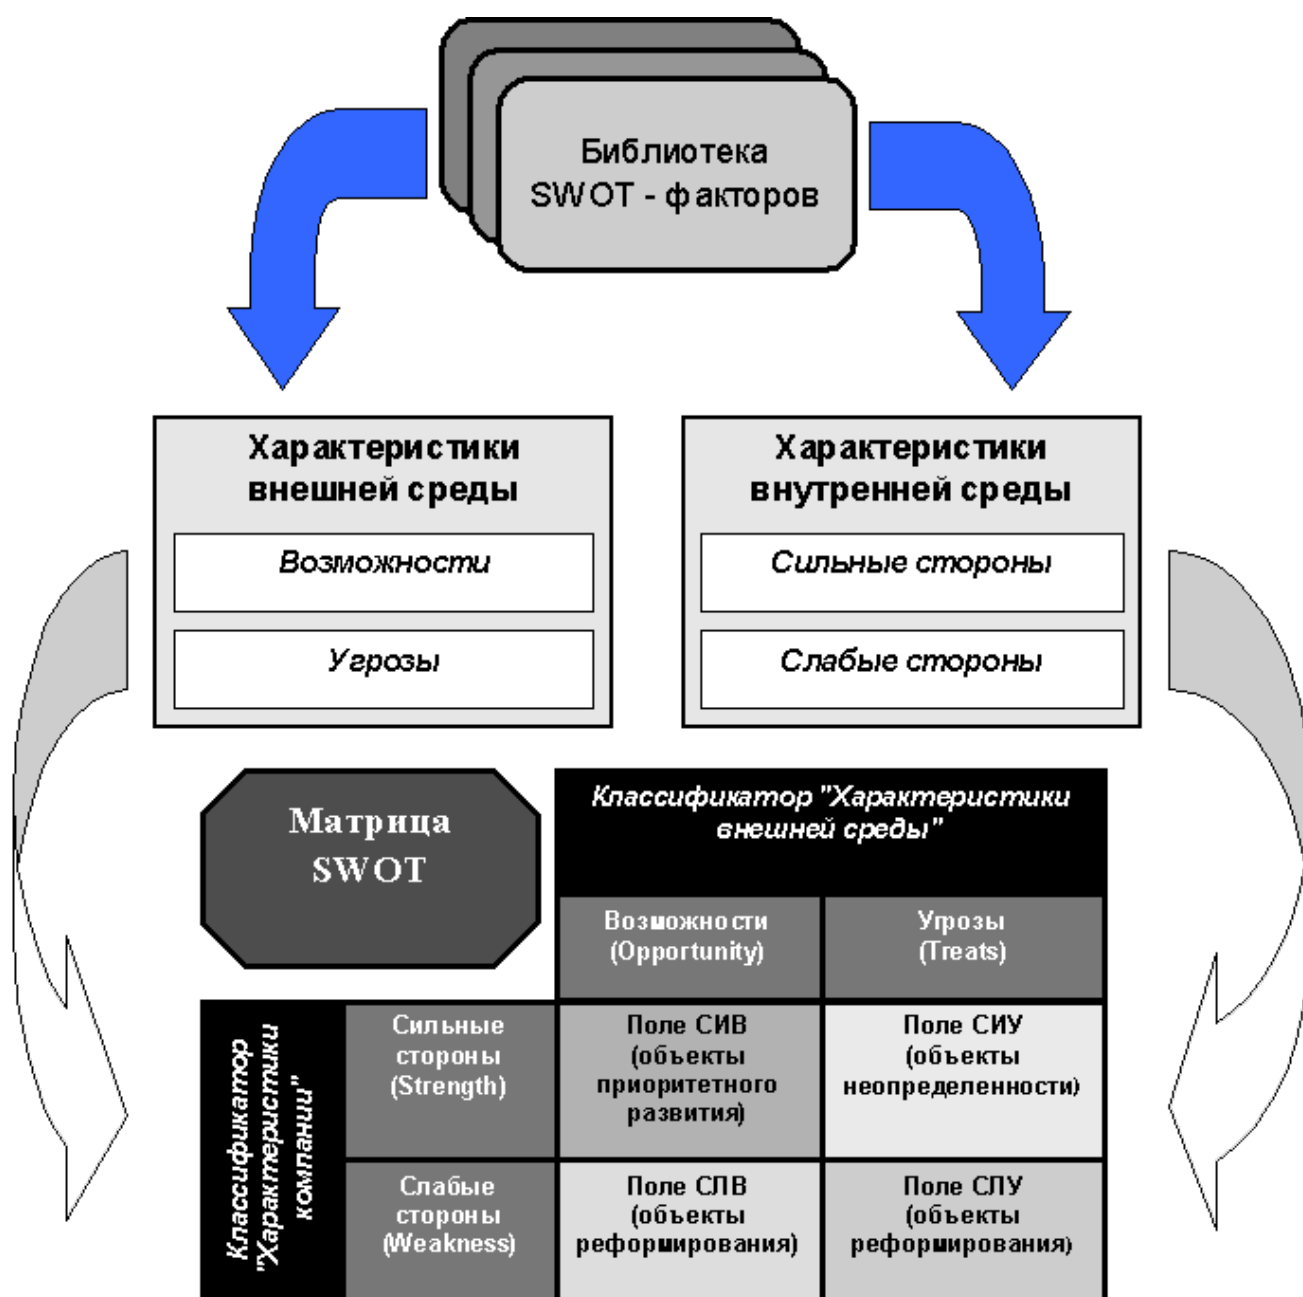 Библиотека
SWOT - факторов
Характеристики
внешней среды
Возможности
Угрозы
Характеристики
внутренней среды
Сильные стороны
Слабые стороны
Матрица
SWOT
Классификатор "Характеристики
внешней среды"
Возможности
(Opportunity)
Угрозы
(Treats)
Классификатор
"Характеристики
компании"
Сильные
стороны
(Strength)
Поле СИВ
(объекты
приоритетного
развития)
Поле СИУ
(объекты
неопределенности)
Слабые
стороны
(Weakness)
Поле СЛВ
(объекты
реформирования)
Поле СЛУ
(объекты
реформирования)